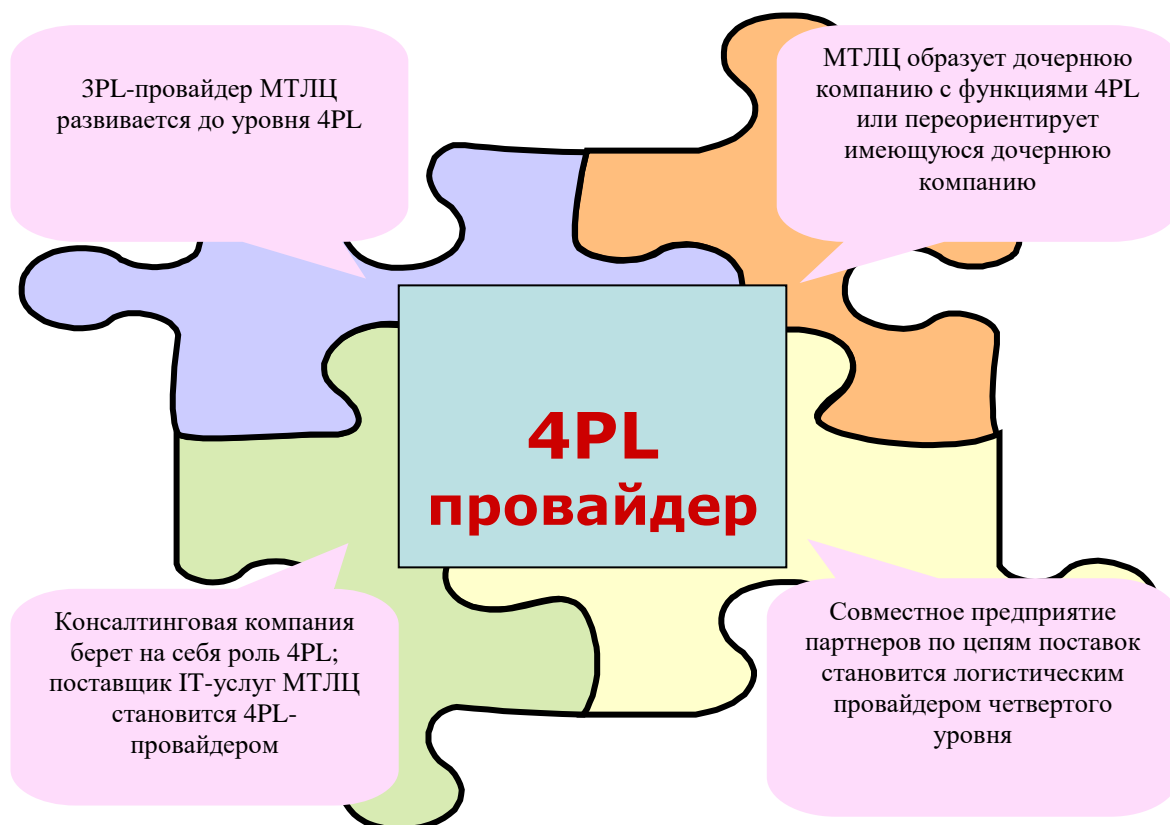 3PL-провайдер МТЛЦ
развивается до уровня 4PL
МТЛЦ образует дочернюю
компанию с функциями 4PL
или переориентирует
имеющуюся дочернюю
компанию
4PL
провайдер
Консалтинговая компания
берет на себя роль 4PL;
поставщик IT-услуг МТЛЦ
становится 4PL-
провайдером
Совместное предприятие
партнеров по цепям поставок
становится логистическим
провайдером четвертого
уровня